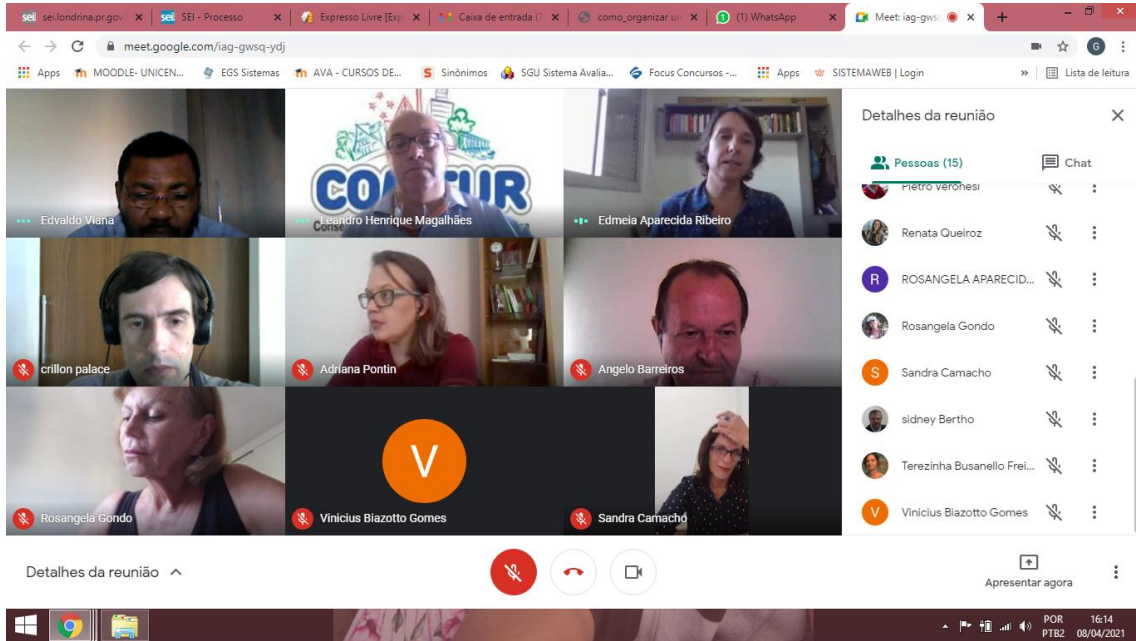 sei.londrina.pr.gov
SEI - Processo
Expresso Livre [Exp
Caixa de entrada (
como_organizar un
(1) WhatsApp
Meet: iag-gws
meet.google.com/iag-gwsq-ydj
G
Apps
MOODLE- UNICEN...
EGS Sistemas
AVA - CURSOS DE...
Sinônimos
SGU Sistema Avalia...
Focus Concursos -...
Apps
SISTEMAWEB | Login
»
Lista de leitura
Edvaldo Viana
Leandro Henrique Magalhães
Edmeia Aparecida Ribeiro
crillon palace
Adriana Pontin
Angelo Barreiros
Rosangela Gondo
V
Vinicius Biazotto Gomes
Sandra Camacho
Detalhes da reunião
Pessoas (15)
Chat
Pietro Veronesi
Renata Queiroz
R
ROSANGELA APARECID...
Rosangela Gondo
S
Sandra Camacho
sidney Bertho
Terezinha Busanello Frei...
V
Vinicius Biazotto Gomes
Detalhes da reunião
Apresentar agora
POR
PTB2
16:14
08/04/2021